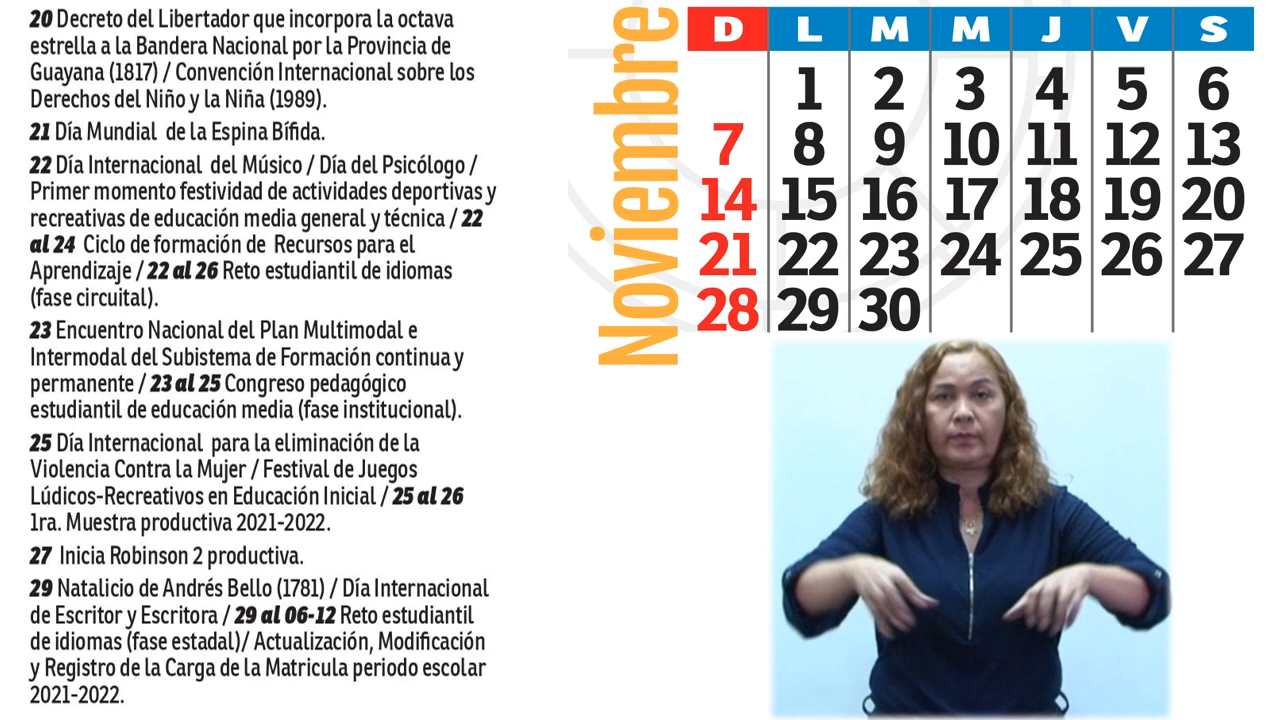 20 Decreto del Libertador que incorpora la octava
estrella a la Bandera Nacional por la Provincia de
Guayana (1817) / Convención Internacional sobre los
Derechos del Niño y la Niña (1989).
21 Día Mundial de la Espina Bífida.
22 Día Internacional del Músico / Día del Psicólogo /
Primer momento festividad de actividades deportivas y
recreativas de educación media general y técnica / 22
al 24 Ciclo de formación de Recursos para el
Aprendizaje / 22 al 26 Reto estudiantil de idiomas
(fase circuital).
23 Encuentro Nacional del Plan Multimodal e
Intermodal del Subistema de Formación continua y
permanente / 23 al 25 Congreso pedagógico
estudiantil de educación media (fase institucional).
25 Día Internacional para la eliminación de la
Violencia Contra la Mujer / Festival de Juegos
Lúdicos-Recreativos en Educación Inicial / 25 al 26
1ra. Muestra productiva 2021-2022.
27 Inicia Robinson 2 productiva.
29 Natalicio de Andrés Bello (1781) / Día Internacional
de Escritor y Escritora / 29 al 06-12 Reto estudiantil
de idiomas (fase estadal)/ Actualización, Modificación
y Registro de la Carga de la Matricula periodo escolar
2021-2022.
Noviembre
D L M M J V S
1 2 3 4 5 6
7 8 9 10 11 12 13
14 15 16 17 18 19 20
21 22 23 24 25 26 27
28 29 30